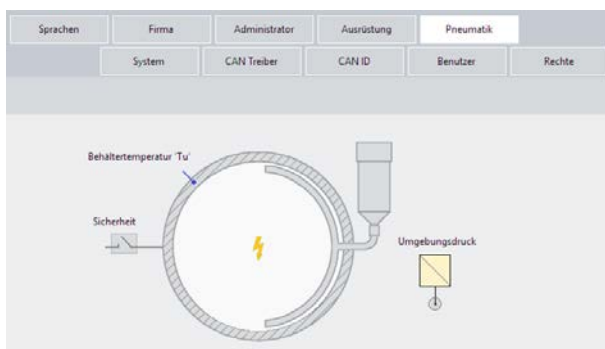 Sprachen Firma Administrator Ausrüstung Pneumatik
System CAN Treiber CAN ID Benutzer Rechte
Behältertemperatur 'Tu'
Sicherheit
Umgebungsdruck